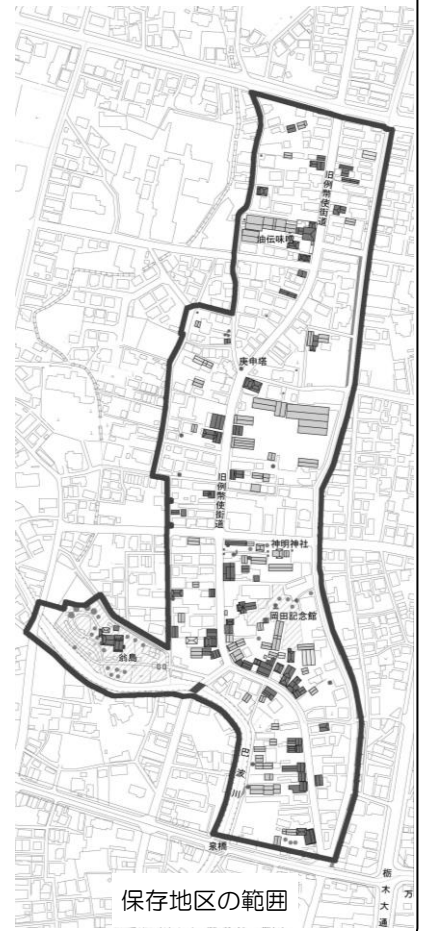 旧例幣使街道
油伝味噌
庚申塔
旧例幣使街道
神明神社
岡田記念館
翁島
巴波川
泉橋
栃木大通
万
保存地区の範囲